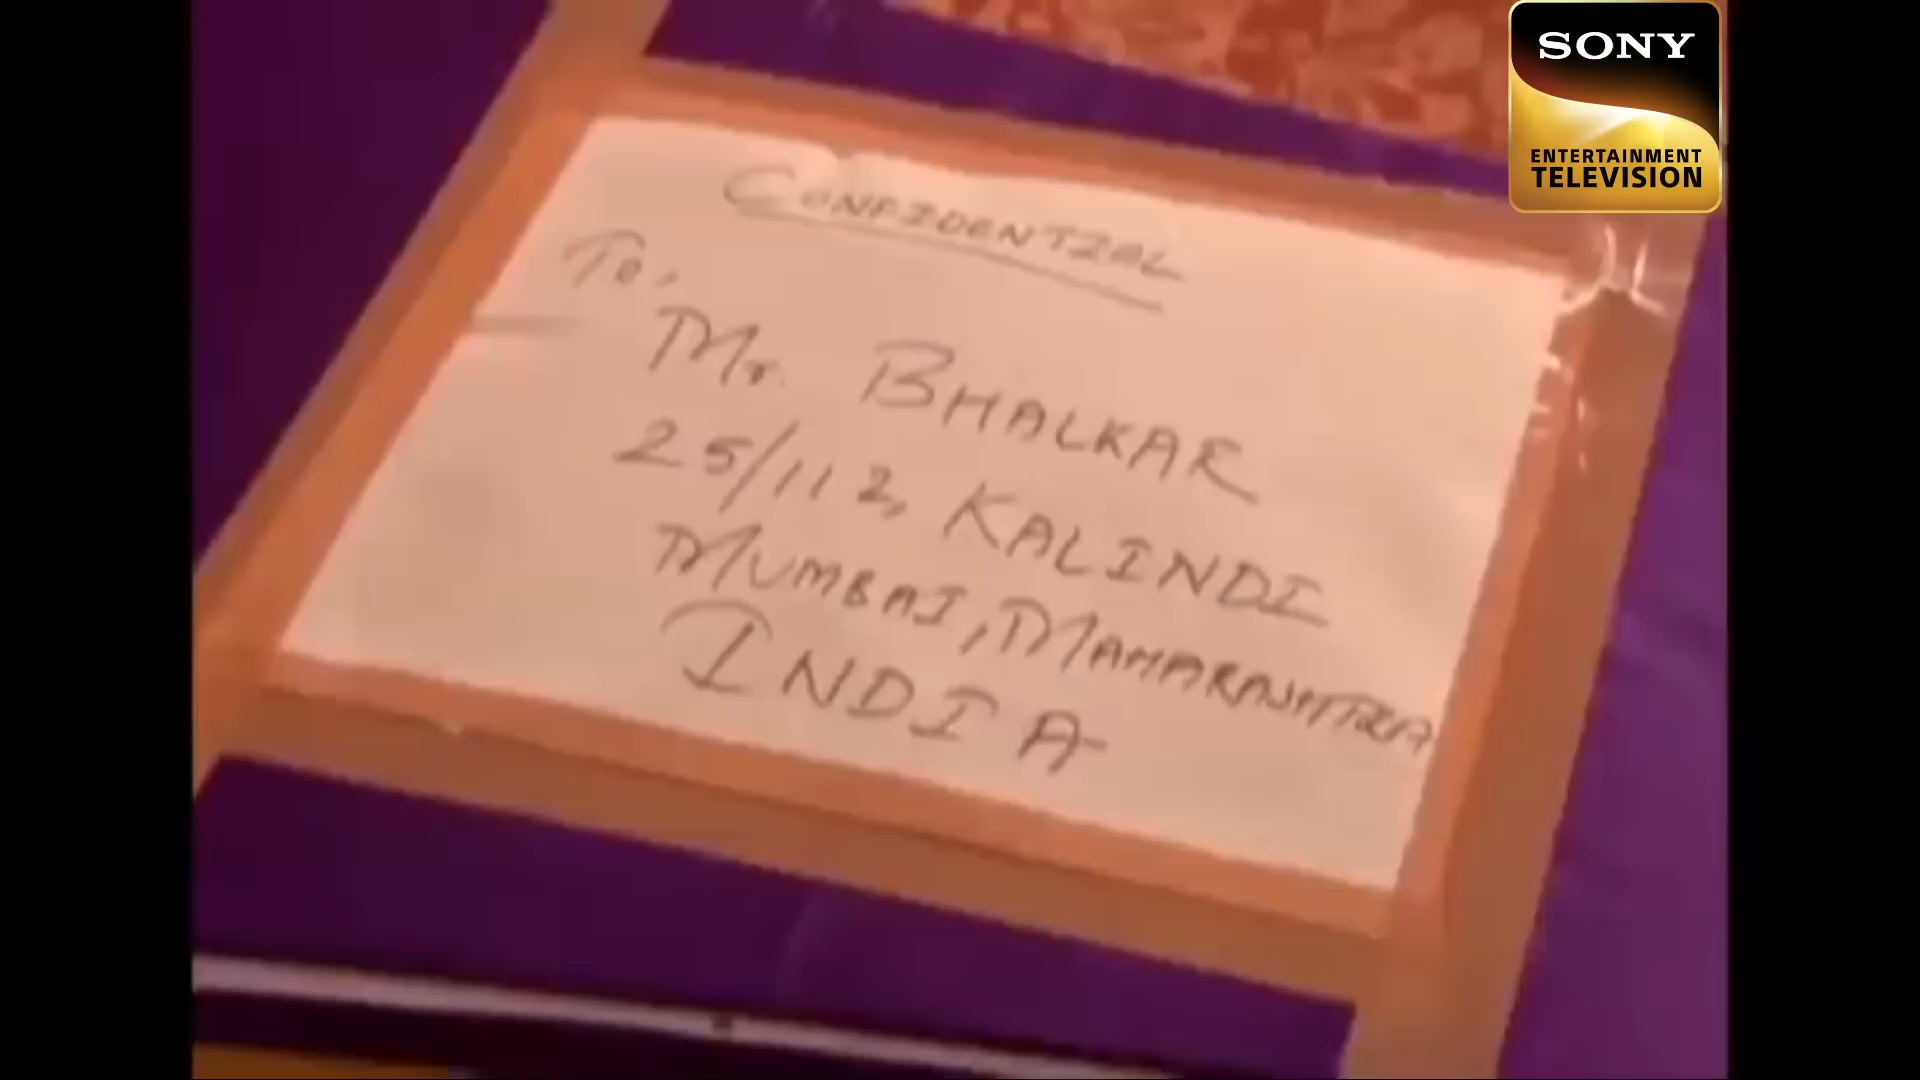 SONY
ENTERTAINMENT
TELEVISION
CONFIDENTIAL
To,
Mr. BHALKAR
25/112, KALINDI
MUMBAI, MAHARASHTRA
INDIA